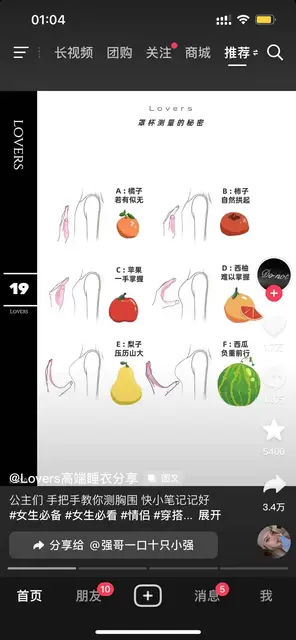 01:04
长视频 团购 关注 商城 推荐
Lovers
罩杯测量的秘密
LOVERS
A：橘子
若有似无
B：柿子
自然拱起
C：苹果
一手掌握
D：西柚
难以掌握
19
LOVERS
E：梨子
压历山大
F：西瓜
负重前行
Do not
5406
3.4万
@Lovers高端睡衣分享 图文
公主们 手把手教你测胸围 快小笔记记好
#女生必备 #女生必看 #情侣 #穿搭... 展开
分享给 @强哥一口十只小强
首页 朋友 10 消息 5 我